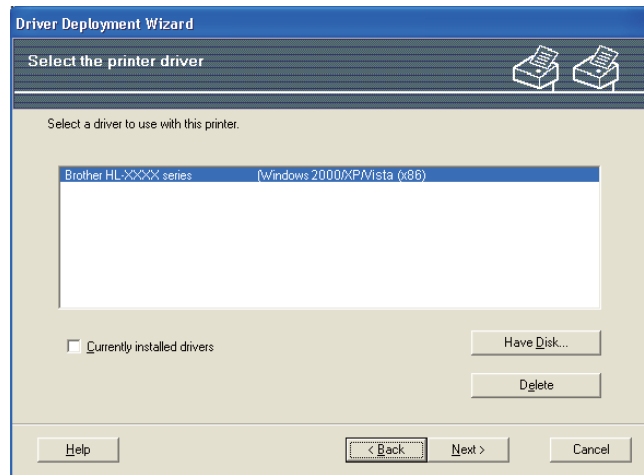 Driver Deployment Wizard
Select the printer driver
Select a driver to use with this printer.
Brother HL-XXXX series (Windows 2000/XP/Vista (x86)
Currently installed drivers
Have Disk...
Delete
Help
< Back
Next >
Cancel